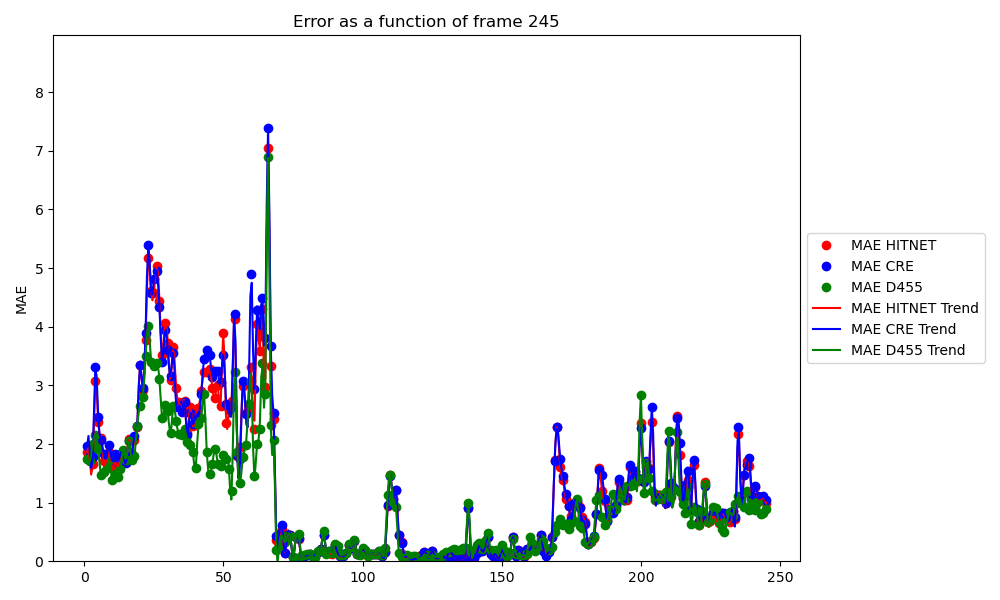 Error as a function of frame 245
MAE
8
7
6
5
4
3
2
1
0
0 50 100 150 200 250
MAE HITNET
MAE CRE
MAE D455
MAE HITNET Trend
MAE CRE Trend
MAE D455 Trend